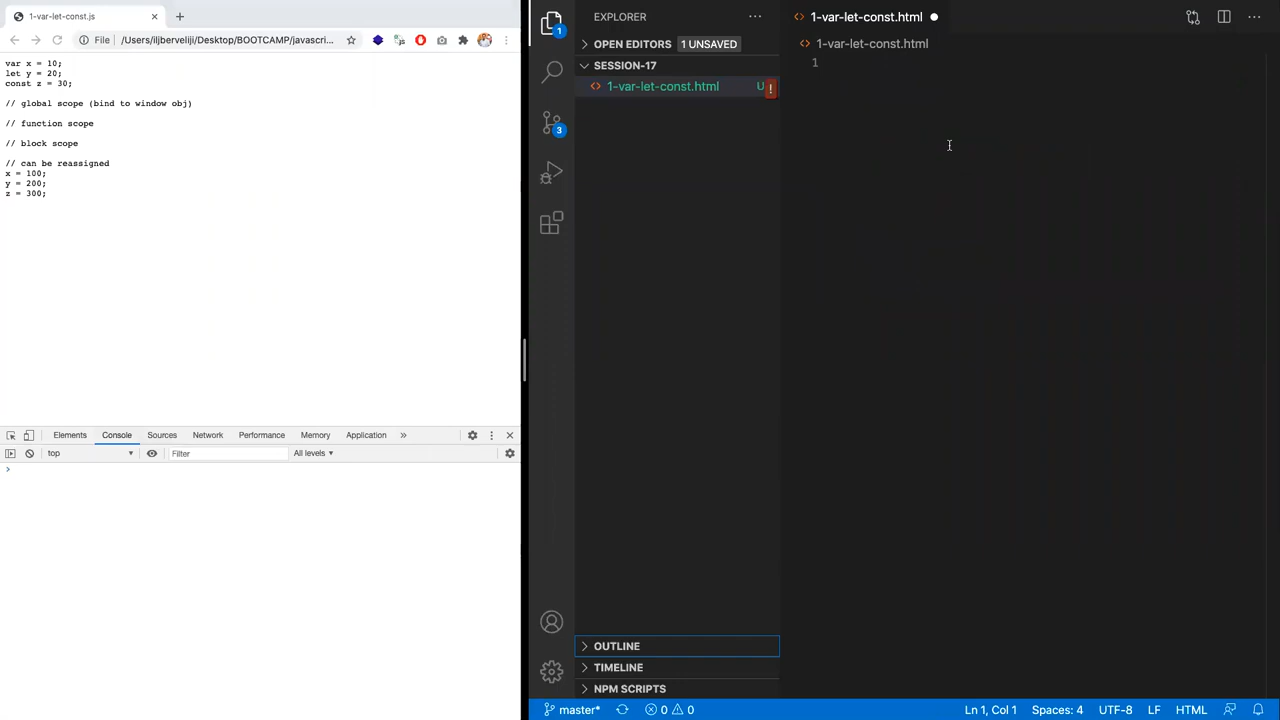 1-var-let-const.js
File
/Users/iljberveliji/Desktop/BOOTCAMP/javascri...
var x = 10;
let y = 20;
const z = 30;
// global scope (bind to window obj)
// function scope
// block scope
// can be reassigned
x = 100;
y = 200;
z = 300;
Elements
Console
Sources
Network
Performance
Memory
Application
top
Filter
All levels
1
3
EXPLORER
OPEN EDITORS
1 UNSAVED
SESSION-17
1-var-let-const.html
U
!
OUTLINE
TIMELINE
NPM SCRIPTS
1-var-let-const.html
1-var-let-const.html
1
master*
0
0
Ln 1, Col 1
Spaces: 4
UTF-8
LF
HTML